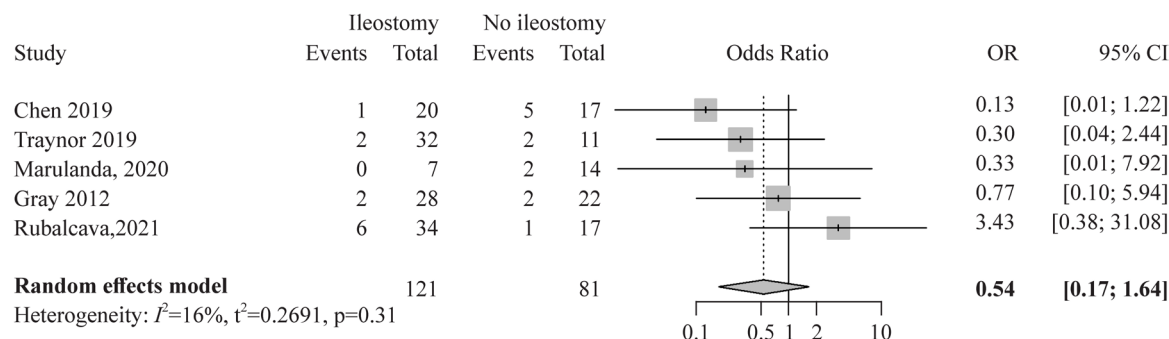 Ileostomy No ileostomy
Study Events Total Events Total Odds Ratio OR 95% CI
Chen 2019 1 20 5 17 0.13 [0.01; 1.22]
Traynor 2019 2 32 2 11 0.30 [0.04; 2.44]
Marulanda, 2020 0 7 2 14 0.33 [0.01; 7.92]
Gray 2012 2 28 2 22 0.77 [0.10; 5.94]
Rubalcava,2021 6 34 1 17 3.43 [0.38; 31.08]
Random effects model 121 81 0.54 [0.17; 1.64]
Heterogeneity: I²=16%, t²=0.2691, p=0.31
0.1 0.5 1 2 10